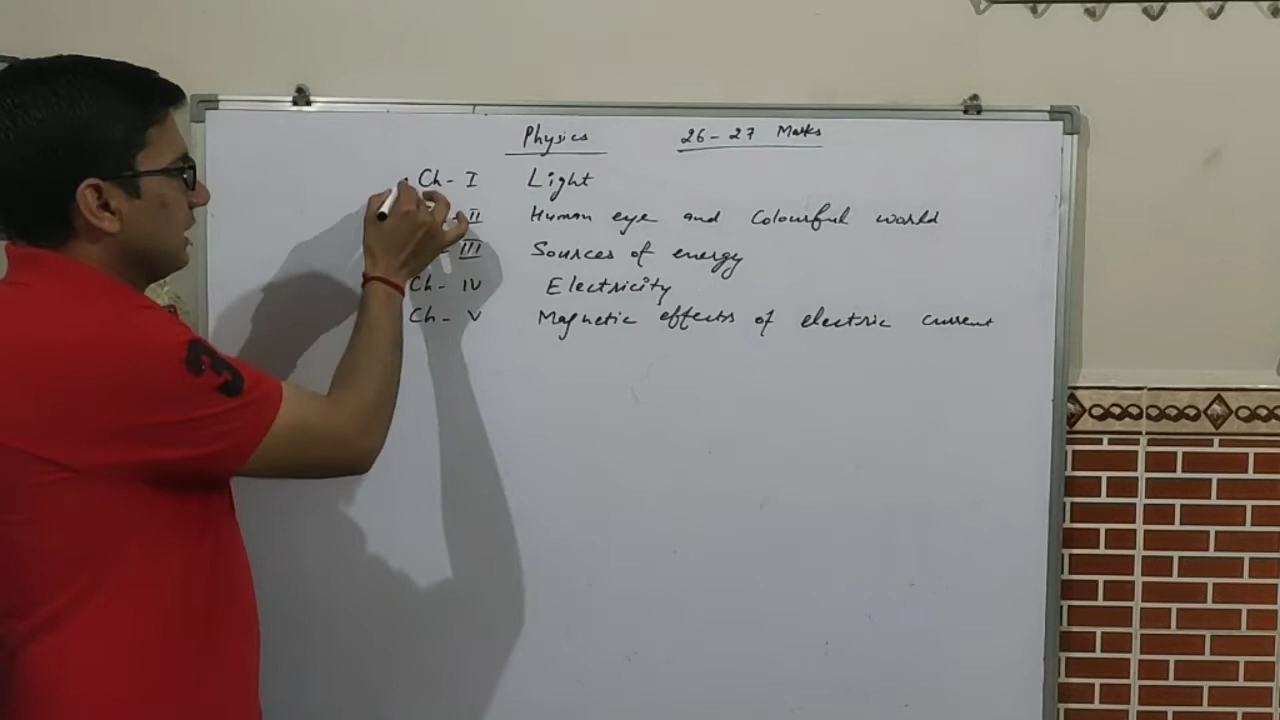 Physics 26-27 Marks
Ch- I Light
II Human eye and Colourful world
- III Sources of energy
Ch- IV Electricity
Ch- V Magnetic effects of electric current
3